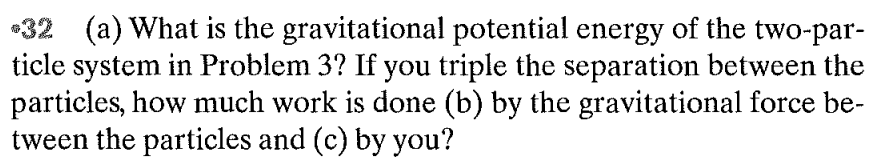 •32 (a) What is the gravitational potential energy of the two-par-
ticle system in Problem 3? If you triple the separation between the
particles, how much work is done (b) by the gravitational force be-
tween the particles and (c) by you?